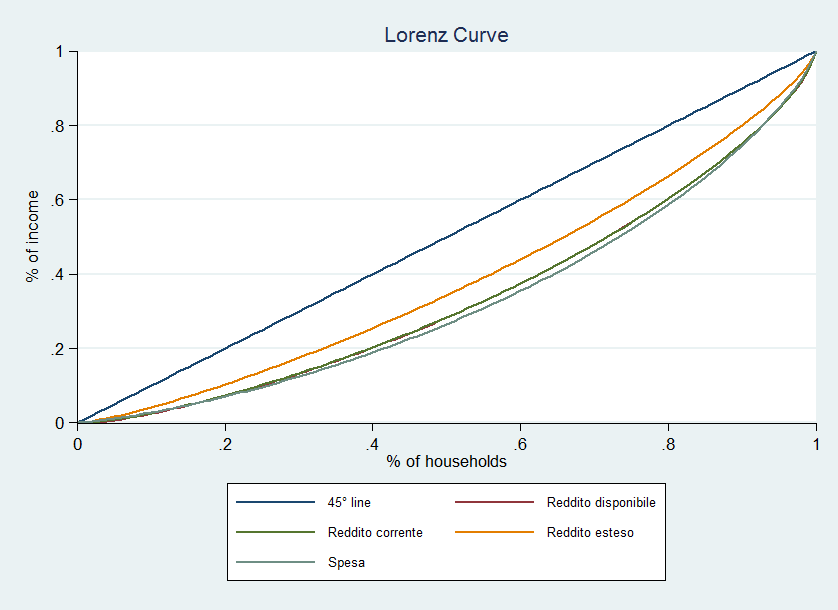 Lorenz Curve
% of income
1
.8
.6
.4
.2
0
0 .2 .4 .6 .8 1
% of households
45° line Reddito disponibile
Reddito corrente Reddito esteso
Spesa